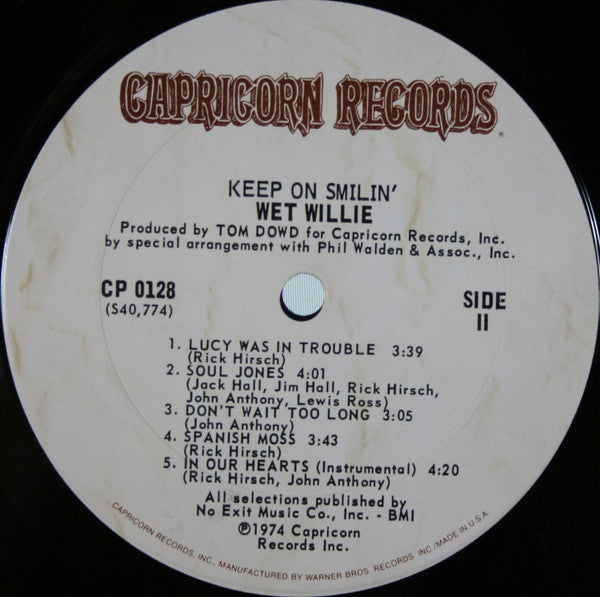 CAPRICORN RECORDS
KEEP ON SMILIN'
WET WILLIE
Produced by TOM DOWD for Capricorn Records, Inc.
by special arrangement with Phil Walden & Assoc., Inc.
CP 0128
(S40,774)
SIDE
II
1. LUCY WAS IN TROUBLE 3:39
(Rick Hirsch)
2. SOUL JONES 4:01
(Jack Hall, Jim Hall, Rick Hirsch,
John Anthony, Lewis Ross)
3. DON'T WAIT TOO LONG 3:05
(John Anthony)
4. SPANISH MOSS 3:43
(Rick Hirsch)
5. IN OUR HEARTS (Instrumental) 4:20
(Rick Hirsch, John Anthony)
All selections published by
No Exit Music Co., Inc. - BMI
℗1974 Capricorn
Records Inc.
CAPRICORN RECORDS, INC., MANUFACTURED BY WARNER BROS. RECORDS, INC./MADE IN U.S.A.